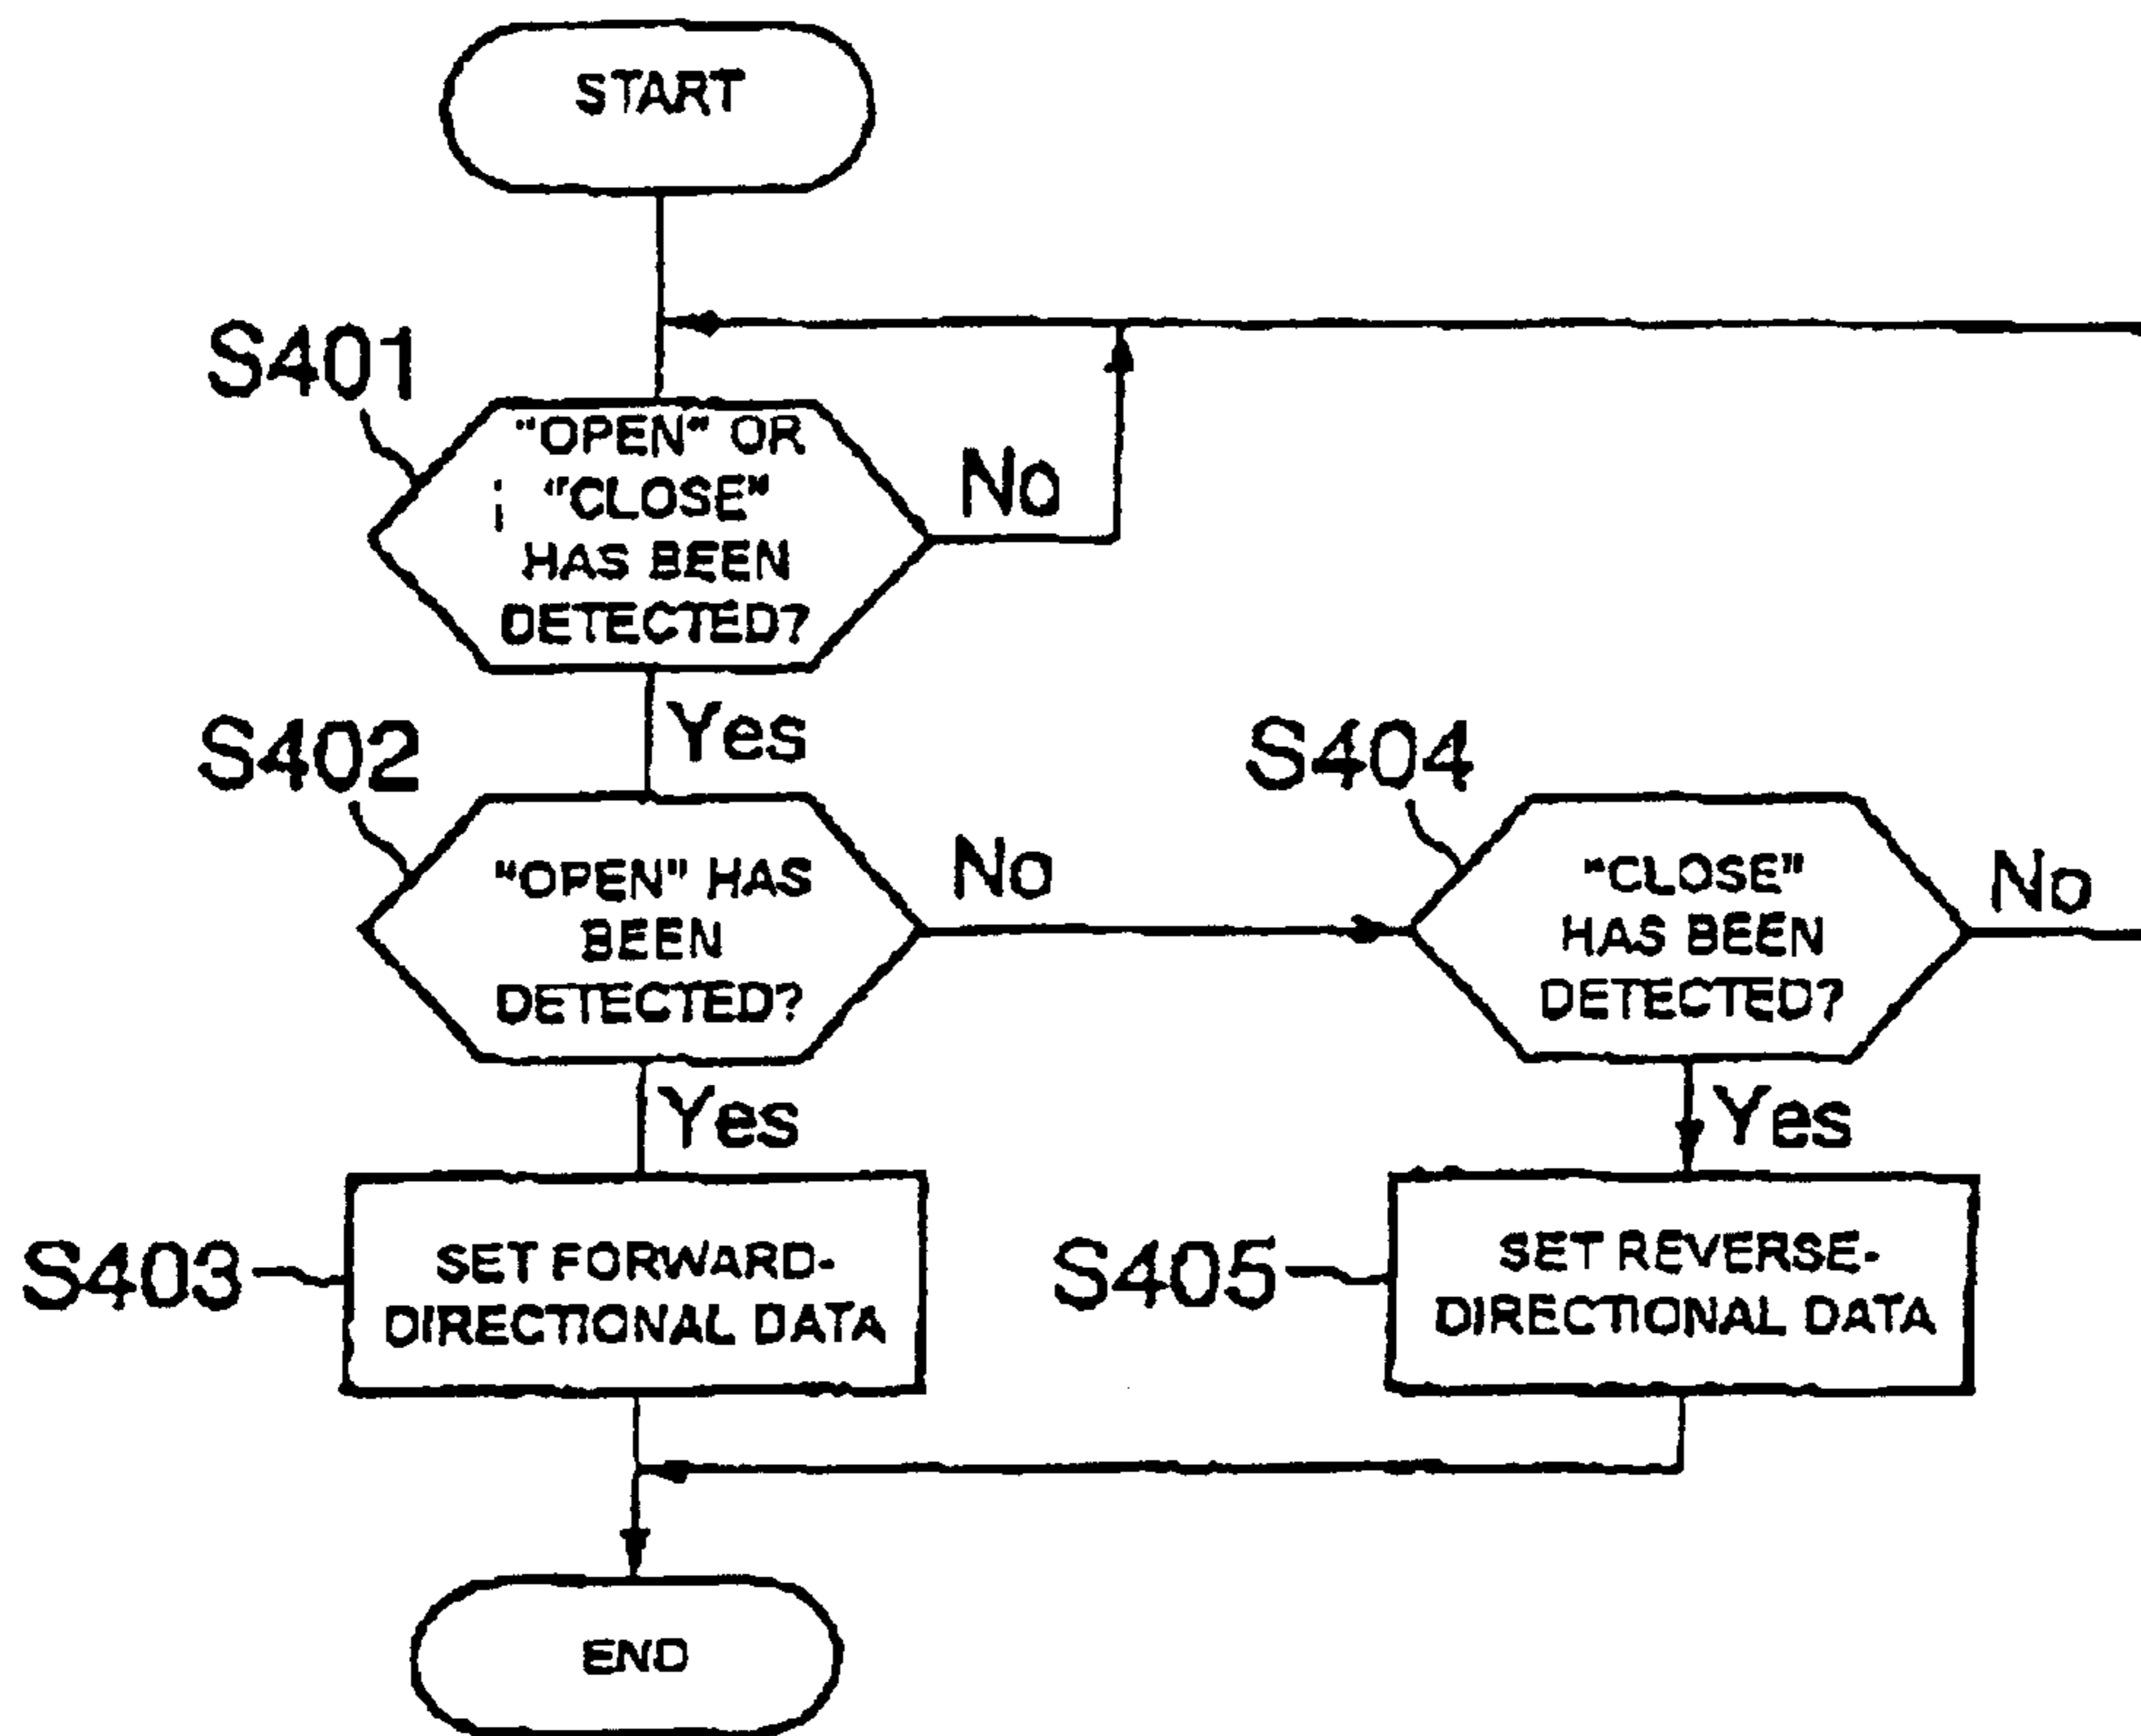 START
S401
"OPEN" OR
"CLOSE"
HAS BEEN
DETECTED?
No
Yes
S402
"OPEN" HAS
BEEN
DETECTED?
No
S404
"CLOSE"
HAS BEEN
DETECTED?
No
Yes
Yes
S403
SET FORWARD-
DIRECTIONAL DATA
S405
SET REVERSE-
DIRECTIONAL DATA
END